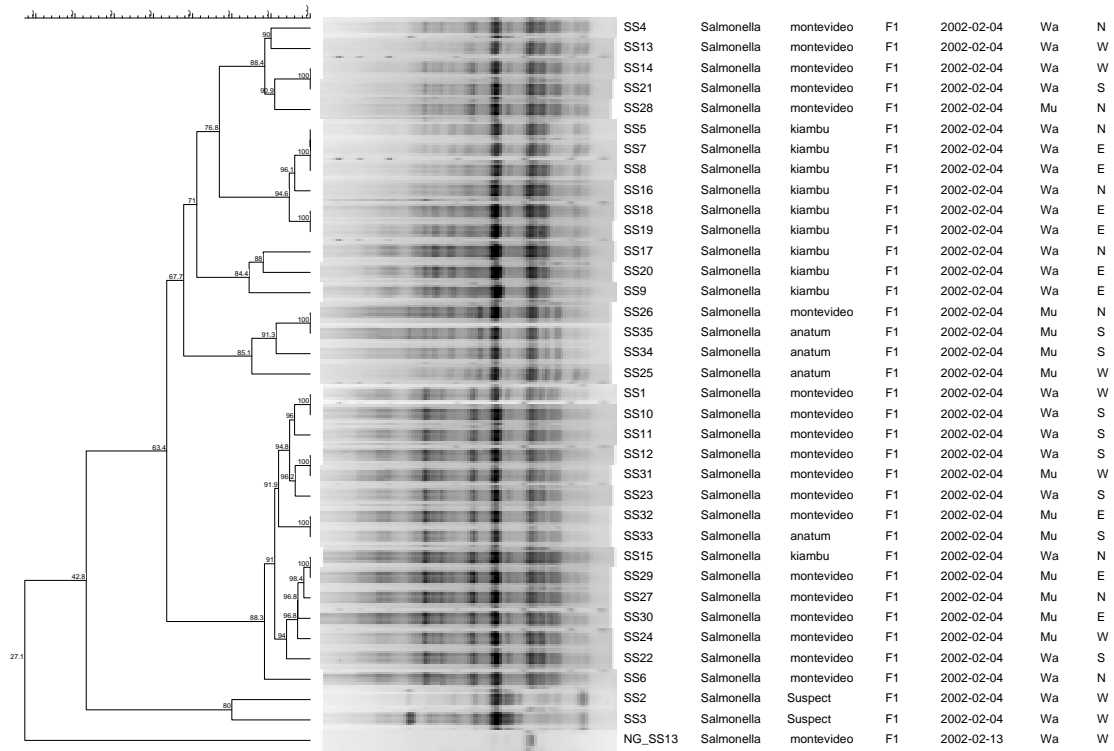 SS4 Salmonella montevideo F1 2002-02-04 Wa N
90
SS13 Salmonella montevideo F1 2002-02-04 Wa W
88.4
SS14 Salmonella montevideo F1 2002-02-04 Wa W
100
SS21 Salmonella montevideo F1 2002-02-04 Wa S
90.9
SS28 Salmonella montevideo F1 2002-02-04 Mu N
76.8
SS5 Salmonella kiambu F1 2002-02-04 Wa N
SS7 Salmonella kiambu F1 2002-02-04 Wa E
100
SS8 Salmonella kiambu F1 2002-02-04 Wa E
96.1
SS16 Salmonella kiambu F1 2002-02-04 Wa N
94.6
71
SS18 Salmonella kiambu F1 2002-02-04 Wa E
100
SS19 Salmonella kiambu F1 2002-02-04 Wa E
SS17 Salmonella kiambu F1 2002-02-04 Wa N
88
SS20 Salmonella kiambu F1 2002-02-04 Wa E
84.4
67.7
SS9 Salmonella kiambu F1 2002-02-04 Wa E
SS26 Salmonella montevideo F1 2002-02-04 Mu N
100
SS35 Salmonella anatum F1 2002-02-04 Mu S
91.3
SS34 Salmonella anatum F1 2002-02-04 Mu S
85.1
SS25 Salmonella anatum F1 2002-02-04 Mu W
SS1 Salmonella montevideo F1 2002-02-04 Wa W
100
SS10 Salmonella montevideo F1 2002-02-04 Wa S
96
SS11 Salmonella montevideo F1 2002-02-04 Wa S
63.4
94.8
SS12 Salmonella montevideo F1 2002-02-04 Wa S
100
SS31 Salmonella montevideo F1 2002-02-04 Mu W
96.2
91.9
SS23 Salmonella montevideo F1 2002-02-04 Wa S
SS32 Salmonella montevideo F1 2002-02-04 Mu E
100
SS33 Salmonella anatum F1 2002-02-04 Mu S
SS15 Salmonella kiambu F1 2002-02-04 Wa N
91
100
42.8
SS29 Salmonella montevideo F1 2002-02-04 Mu E
98.4
SS27 Salmonella montevideo F1 2002-02-04 Mu N
96.8
SS30 Salmonella montevideo F1 2002-02-04 Mu E
96.8
88.3
SS24 Salmonella montevideo F1 2002-02-04 Mu W
94
SS22 Salmonella montevideo F1 2002-02-04 Wa S
27.1
SS6 Salmonella montevideo F1 2002-02-04 Wa N
SS2 Salmonella Suspect F1 2002-02-04 Wa W
80
SS3 Salmonella Suspect F1 2002-02-04 Wa W
NG_SS13 Salmonella montevideo F1 2002-02-13 Wa W